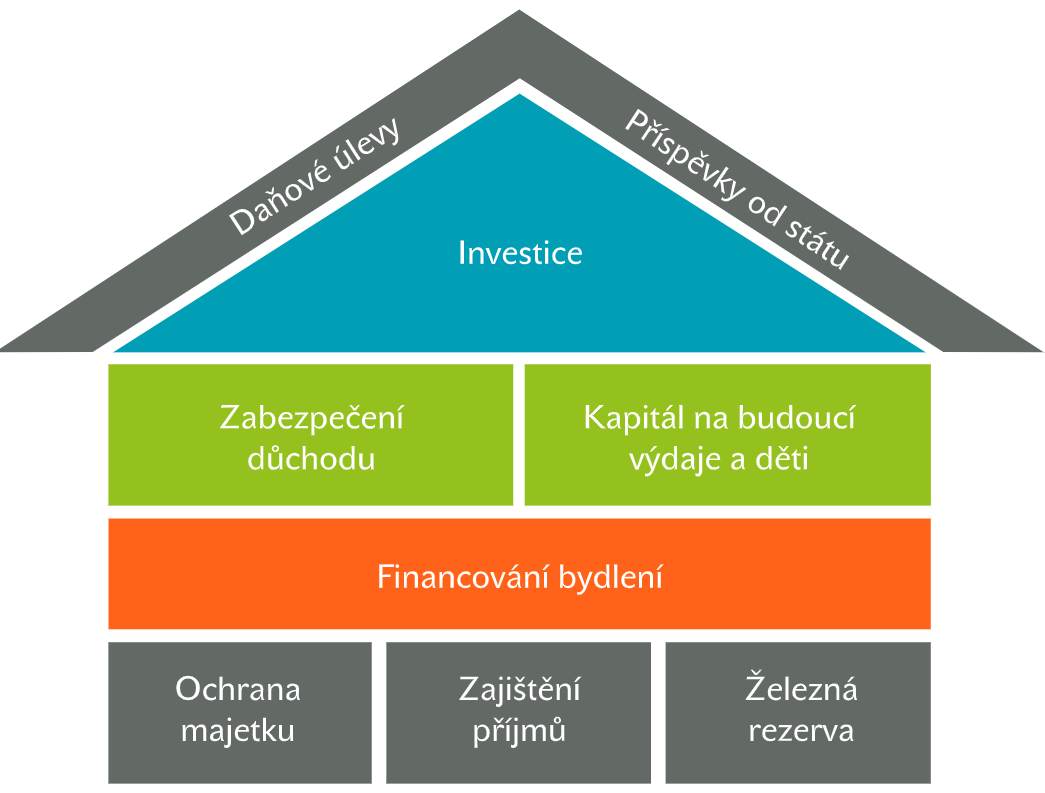 Daňové úlevy
Příspěvky od státu
Investice
Zabezpečení
důchodu
Kapitál na budoucí
výdaje a děti
Financování bydlení
Ochrana
majetku
Zajištění
příjmů
Železná
rezerva